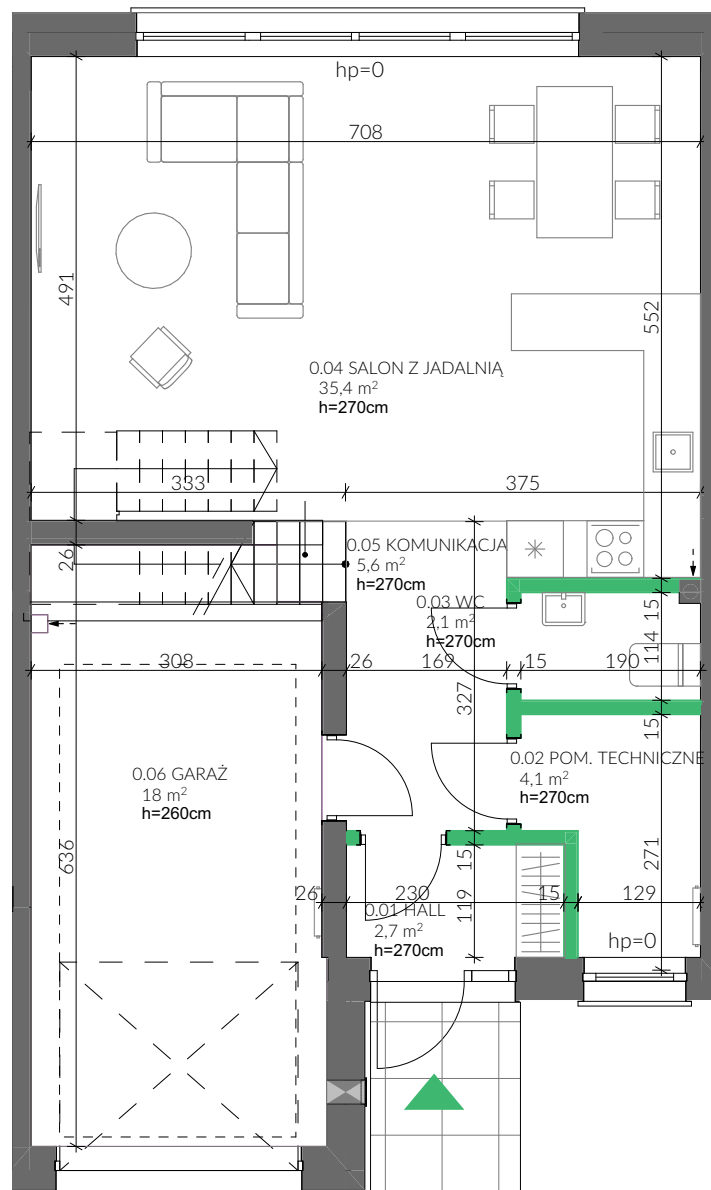 hp=0
708
491
552
0.04 SALON Z JADALNIĄ
35,4 m²
h=270cm
333
375
26
0.05 KOMUNIKACJA
5,6 m²
h=270cm
0.03 WC
2,1 m²
h=270cm
15
114
308
26
169
15
190
327
15
0.02 POM. TECHNICZNE
4,1 m²
h=270cm
0.06 GARAŻ
18 m²
h=260cm
636
15
271
26
230
119
15
129
0.01 HALL
2,7 m²
h=270cm
hp=0